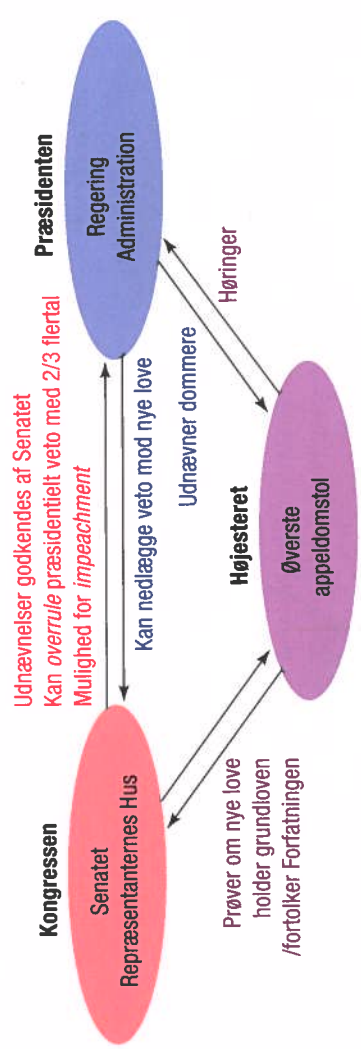 Kongressen
Senatet
Repræsentanternes Hus
Udnævnelser godkendes af Senatet
Kan overrule præsidentielt veto med 2/3 flertal
Mulighed for impeachment
Kan nedlægge veto mod nye love
Præsidenten
Regering
Administration
Udnævner dommere
Høringer
Højesteret
Øverste
appeldomstol
Prøver om nye love
holder grundloven
/fortolker Forfatningen